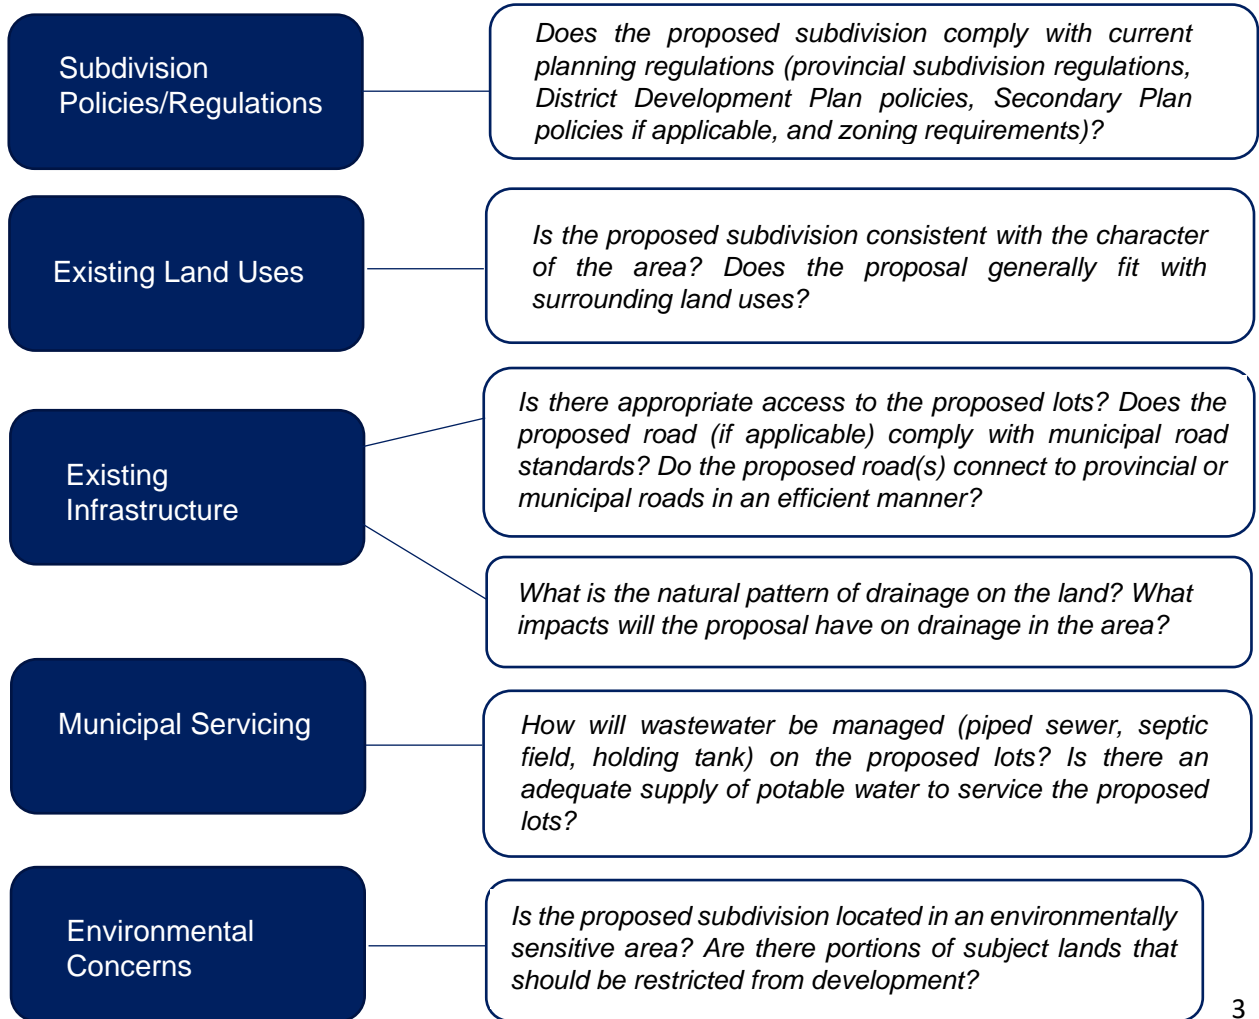 Subdivision
Policies/Regulations
Does the proposed subdivision comply with current
planning regulations (provincial subdivision regulations,
District Development Plan policies, Secondary Plan
policies if applicable, and zoning requirements)?
Existing Land Uses
Is the proposed subdivision consistent with the character
of the area? Does the proposal generally fit with
surrounding land uses?
Existing
Infrastructure
Is there appropriate access to the proposed lots? Does the
proposed road (if applicable) comply with municipal road
standards? Do the proposed road(s) connect to provincial or
municipal roads in an efficient manner?
What is the natural pattern of drainage on the land? What
impacts will the proposal have on drainage in the area?
Municipal Servicing
How will wastewater be managed (piped sewer, septic
field, holding tank) on the proposed lots? Is there an
adequate supply of potable water to service the proposed
lots?
Environmental
Concerns
Is the proposed subdivision located in an environmentally
sensitive area? Are there portions of subject lands that
should be restricted from development?
3